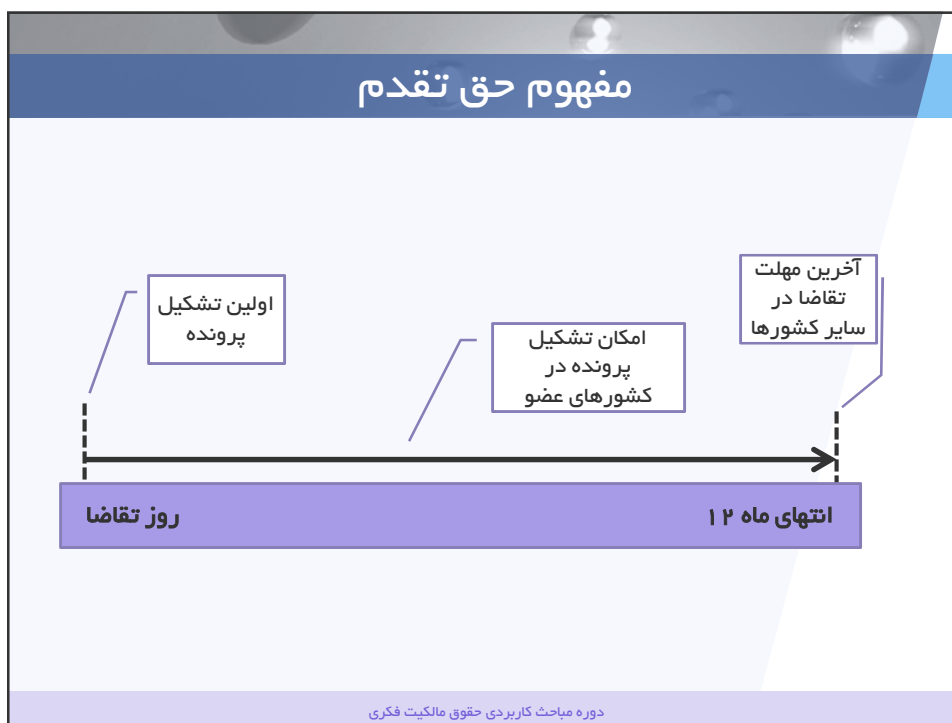 مفهوم حق تقدم
آخرین مهلت
تقاضا در
سایر کشورها
اولین تشکیل
پرونده
امکان تشکیل
پرونده در
کشورهای عضو
روز تقاضا
انتهای ماه ۱۲
دوره مباحث کاربردی حقوق مالکیت فکری